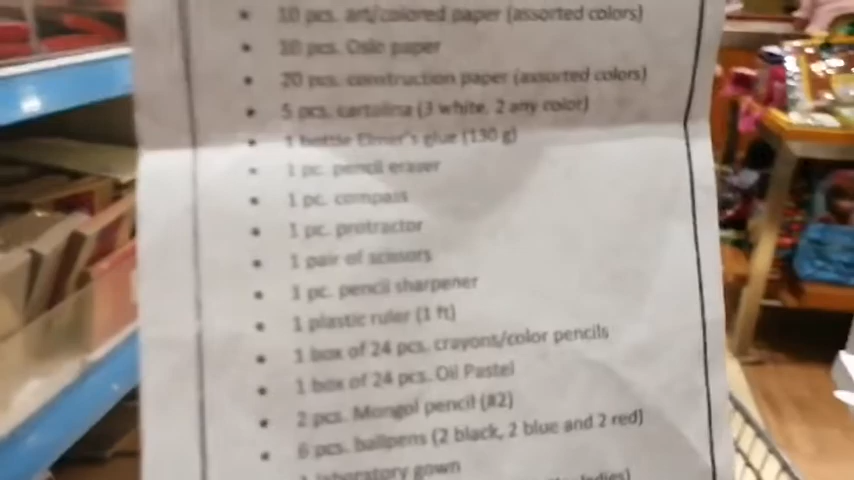 • 10 pcs. art/colored paper (assorted colors)
• 10 pcs. Oslo paper
• 20 pcs. construction paper (assorted colors)
• 5 pcs. cartolina (3 white, 2 any color)
• 1 bottle Elmer's glue (130 g)
• 1 pc. pencil eraser
• 1 pc. compass
• 1 pc. protractor
• 1 pair of scissors
• 1 pc. pencil sharpener
• 1 plastic ruler (1 ft)
• 1 box of 24 pcs. crayons/color pencils
• 1 box of 24 pcs. Oil Pastel
• 2 pcs. Mongol pencil (#2)
• 6 pcs. ballpens (2 black, 2 blue and 2 red)
1 laboratory gown